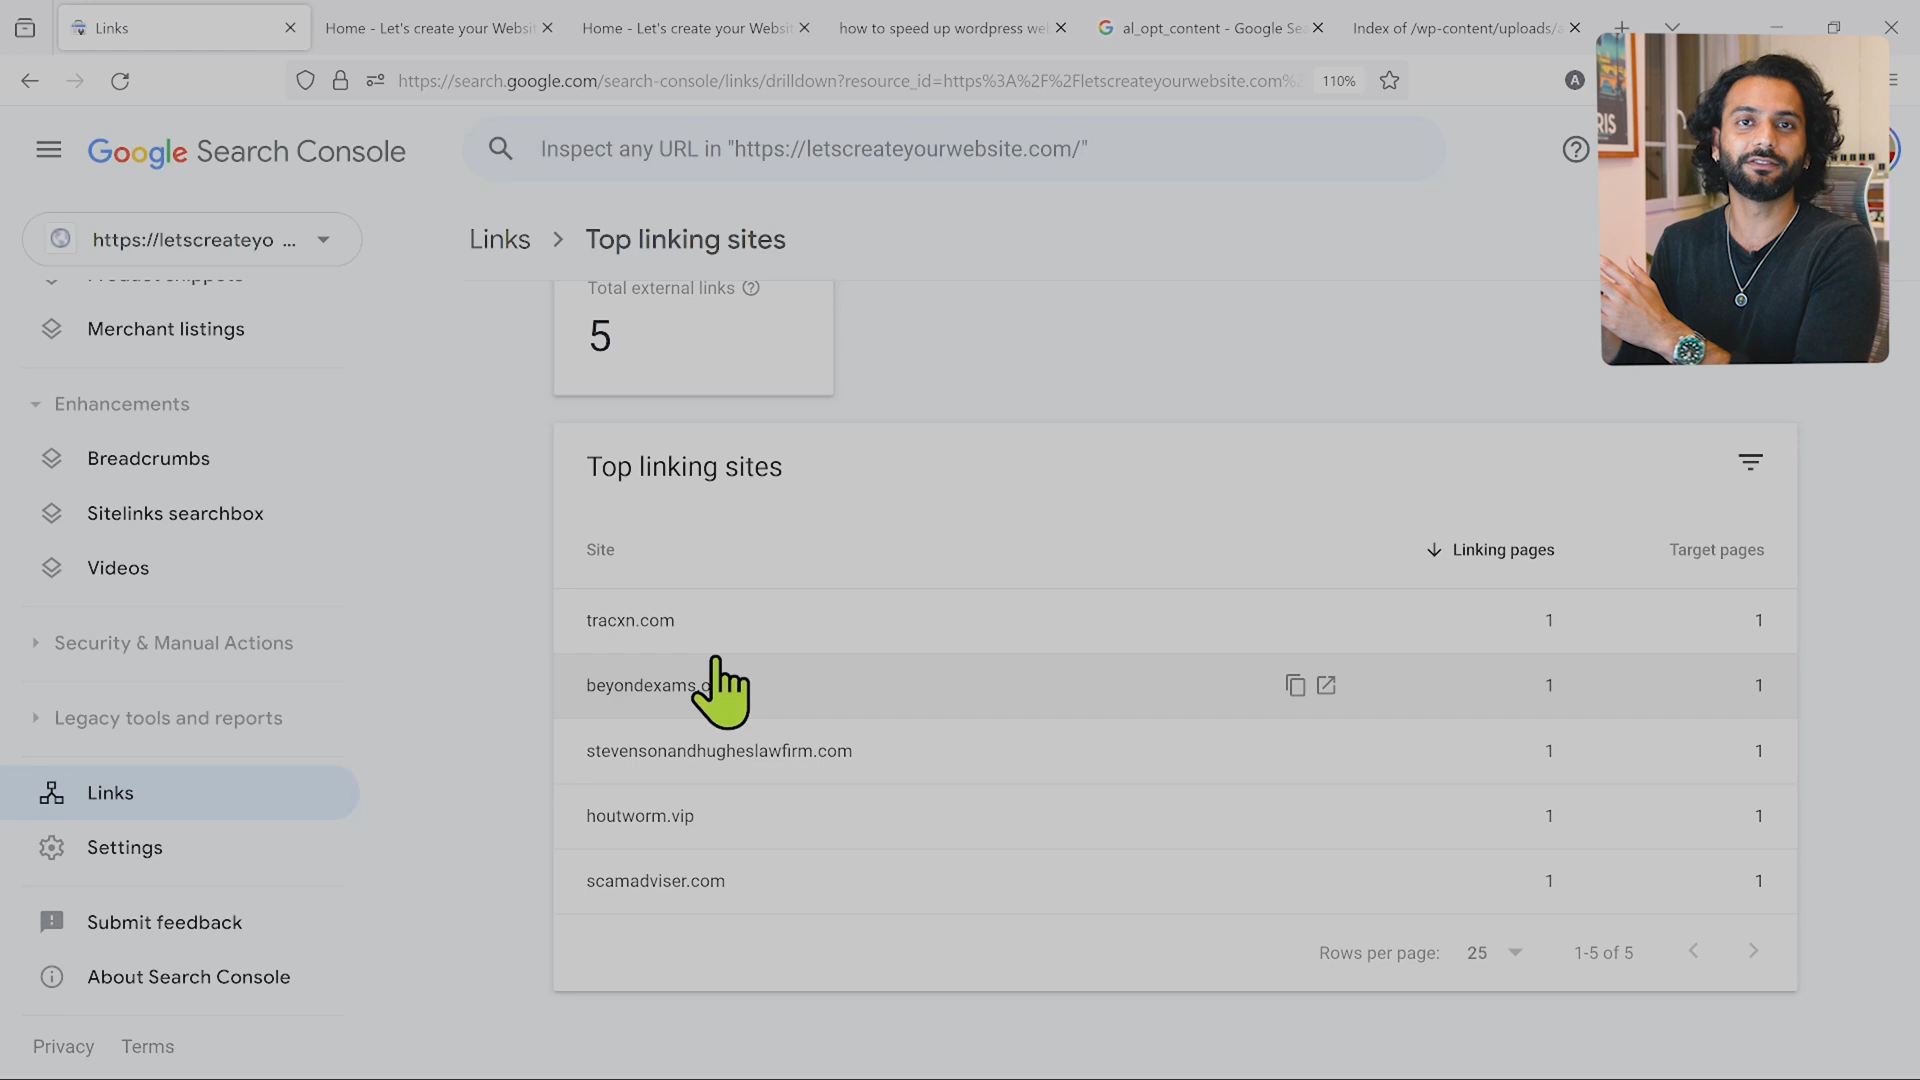 Links
Home - Let's create your Websit
Home - Let's create your Websit
how to speed up wordpress we
al_opt_content - Google Se
Index of /wp-content/uploads/a
https://search.google.com/search-console/links/drilldown?resource_id=https%3A%2F%2Fletscreateyourwebsite.com%2
110%
A
Google Search Console
Inspect any URL in "https://letscreateyourwebsite.com/"
RIS
https://letscreateyo ...
Links > Top linking sites
Product snippets
Merchant listings
Enhancements
Breadcrumbs
Sitelinks searchbox
Videos
Security & Manual Actions
Legacy tools and reports
Links
Settings
Submit feedback
About Search Console
Privacy Terms
Total external links
5
Top linking sites
Site Linking pages Target pages
tracxn.com 1 1
beyondexams.o 1 1
stevensonandhugheslawfirm.com 1 1
houtworm.vip 1 1
scamadviser.com 1 1
Rows per page: 25 1-5 of 5